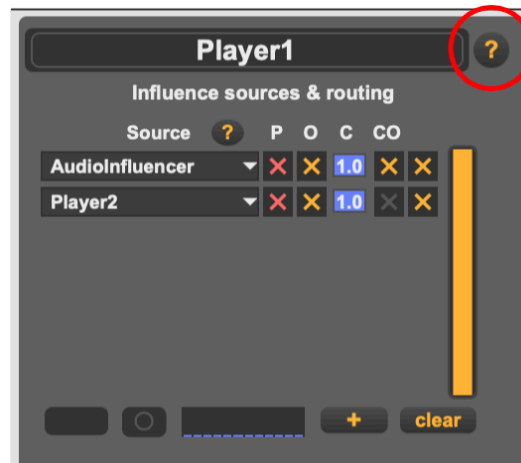 Player1 ?
Influence sources & routing
Source ? P O C CO
AudioInfluencer 1.0
Player2 1.0
+ clear